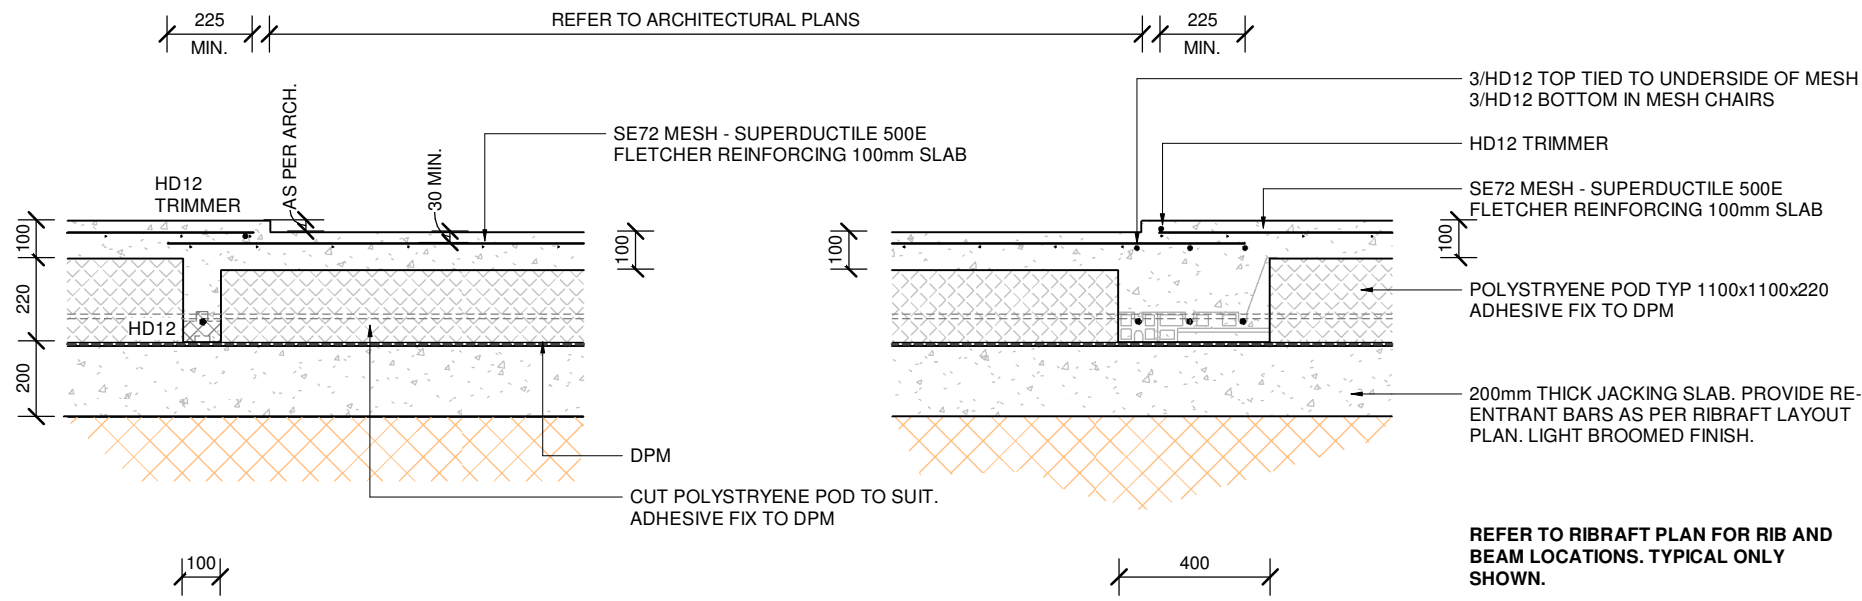 225
MIN.
REFER TO ARCHITECTURAL PLANS
225
MIN.
AS PER ARCH.
30 MIN.
SE72 MESH - SUPERDUCTILE 500E
FLETCHER REINFORCING 100mm SLAB
3/HD12 TOP TIED TO UNDERSIDE OF MESH
3/HD12 BOTTOM IN MESH CHAIRS
HD12 TRIMMER
HD12
TRIMMER
SE72 MESH - SUPERDUCTILE 500E
FLETCHER REINFORCING 100mm SLAB
100
100
100
100
220
HD12
200
POLYSTRYENE POD TYP 1100x1100x220
ADHESIVE FIX TO DPM
200mm THICK JACKING SLAB. PROVIDE RE-
ENTRANT BARS AS PER RIBRAFT LAYOUT
PLAN. LIGHT BROOMED FINISH.
DPM
CUT POLYSTRYENE POD TO SUIT.
ADHESIVE FIX TO DPM
REFER TO RIBRAFT PLAN FOR RIB AND
BEAM LOCATIONS. TYPICAL ONLY
SHOWN.
100
400